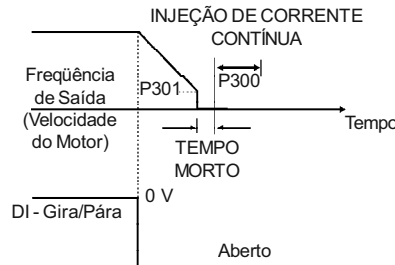 INJEÇÃO DE CORRENTE
CONTÍNUA
Freqüência
de Saída
(Velocidade
do Motor)
P301
P300
Tempo
TEMPO
MORTO
0 V
DI - Gira/Pára
Aberto